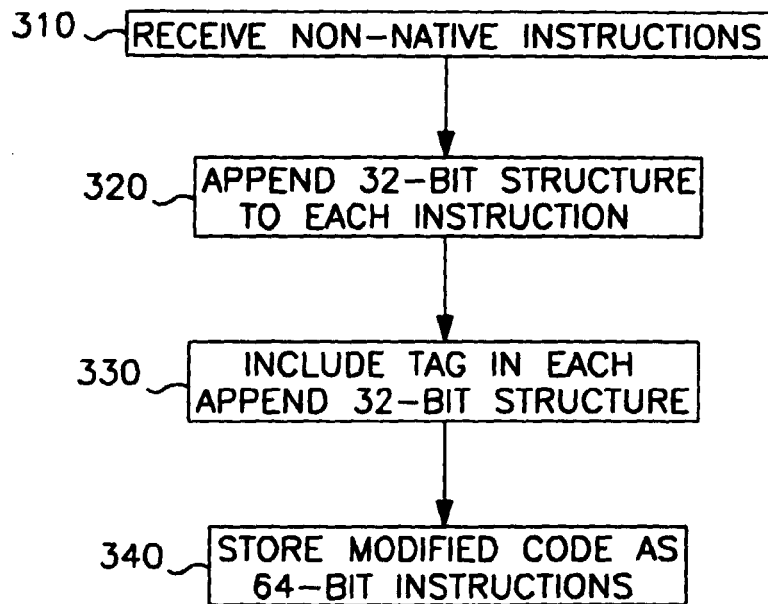 310 RECEIVE NON-NATIVE INSTRUCTIONS
320 APPEND 32-BIT STRUCTURE
TO EACH INSTRUCTION
330 INCLUDE TAG IN EACH
APPEND 32-BIT STRUCTURE
340 STORE MODIFIED CODE AS
64-BIT INSTRUCTIONS